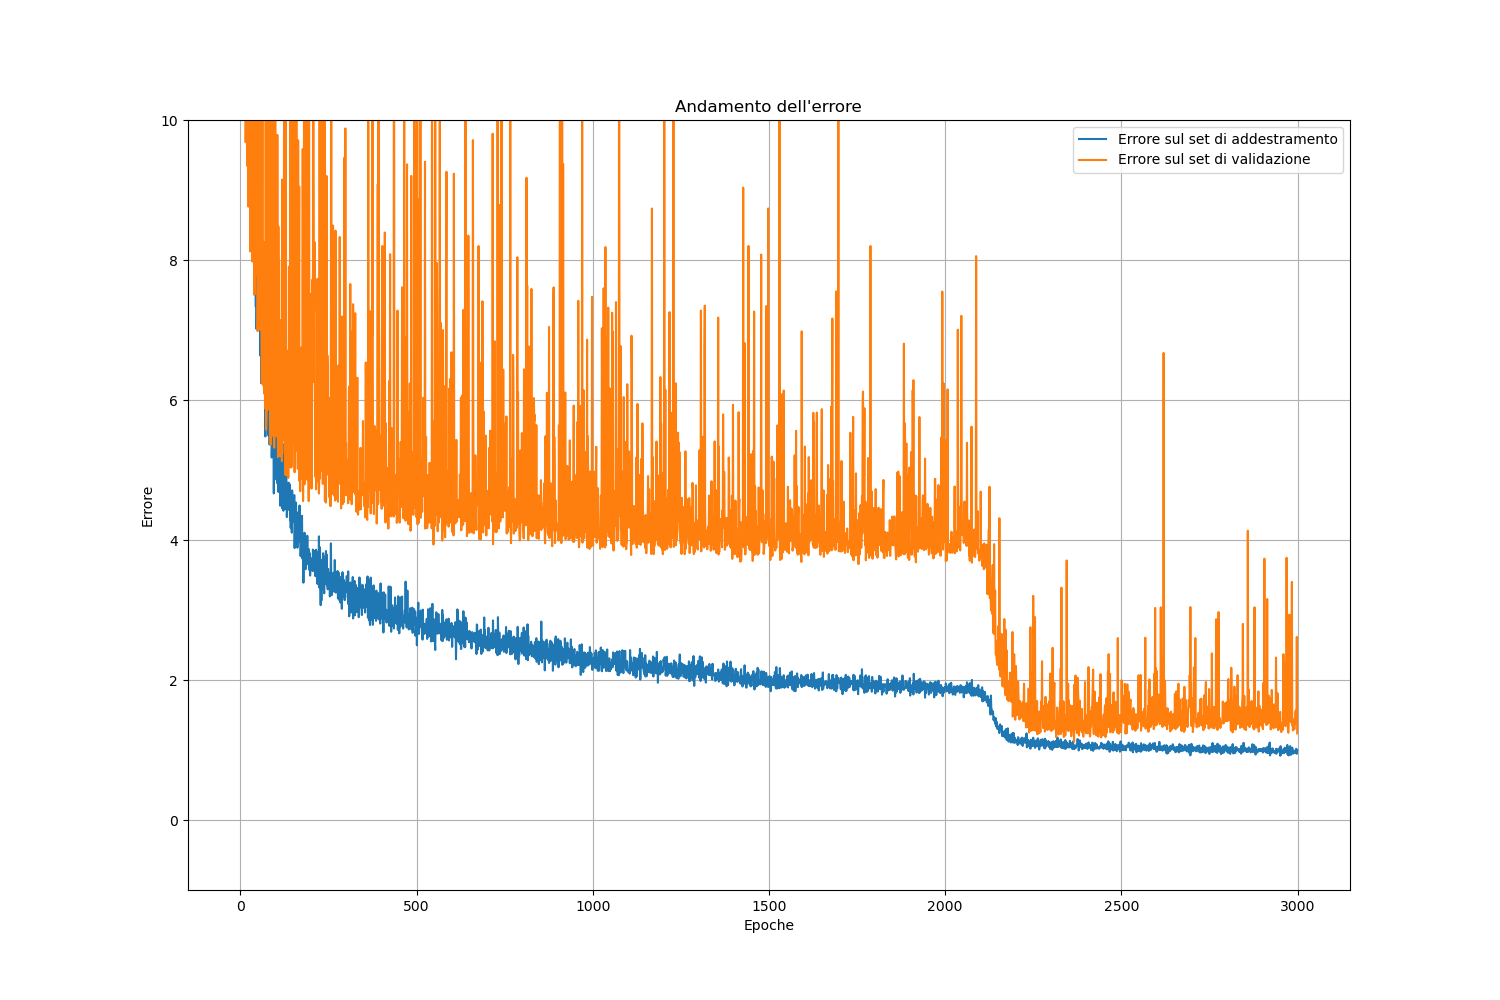 Andamento dell'errore
Errore sul set di addestramento
Errore sul set di validazione
10
8
6
4
2
0
Errore
0
500
1000
1500
2000
2500
3000
Epoche